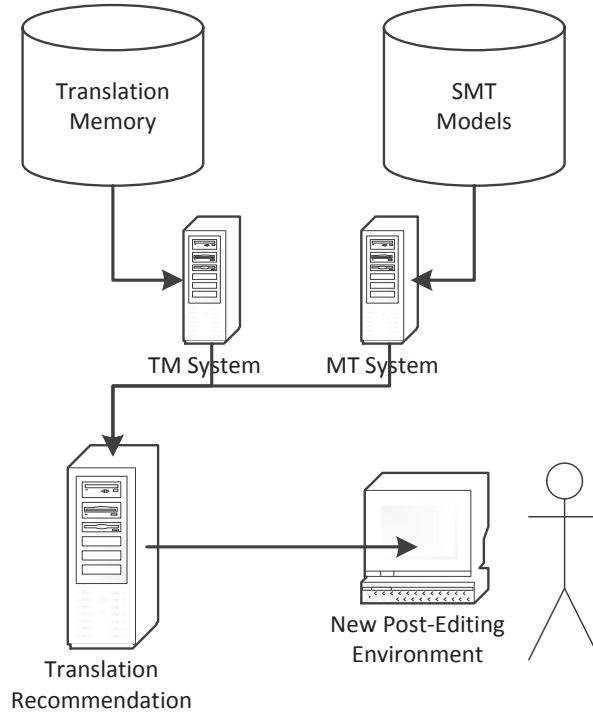 Translation
Memory
SMT
Models
TM System
MT System
New Post-Editing
Environment
Translation
Recommendation